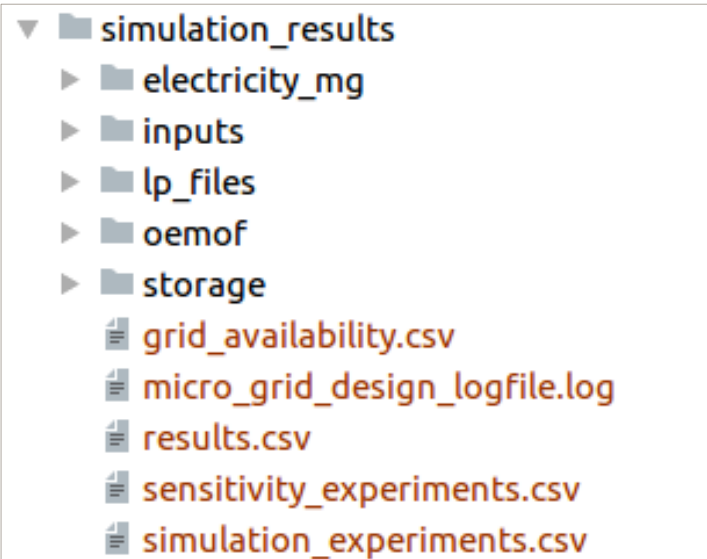 simulation_results
electricity_mg
inputs
lp_files
oemof
storage
grid_availability.csv
micro_grid_design_logfile.log
results.csv
sensitivity_experiments.csv
simulation_experiments.csv